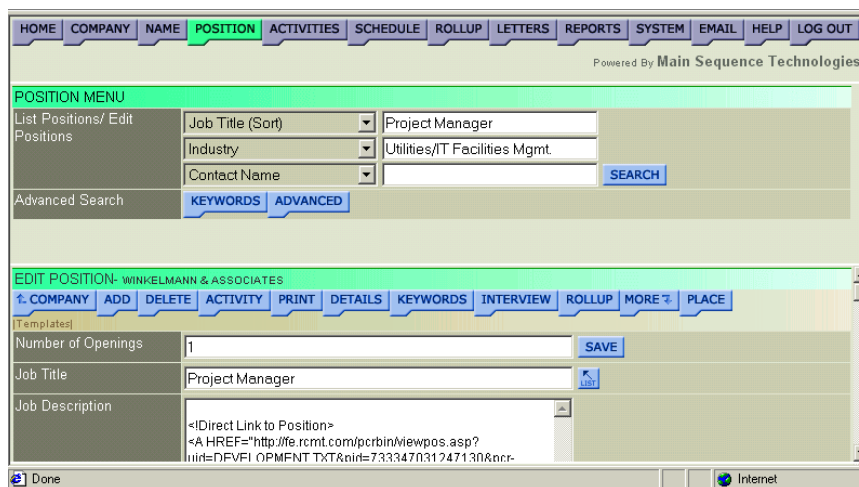 HOME COMPANY NAME POSITION ACTIVITIES SCHEDULE ROLLUP LETTERS REPORTS SYSTEM EMAIL HELP LOG OUT
Powered By Main Sequence Technologies
POSITION MENU
List Positions/ Edit Positions
Job Title (Sort) Project Manager
Industry Utilities/IT Facilities Mgmt.
Contact Name SEARCH
Advanced Search KEYWORDS ADVANCED
EDIT POSITION- WINKELMANN & ASSOCIATES
COMPANY ADD DELETE ACTIVITY PRINT DETAILS KEYWORDS INTERVIEW ROLLUP MORE PLACE
|Templates|
Number of Openings 1 SAVE
Job Title Project Manager LIST
Job Description
<!Direct Link to Position>
<A HREF="http://fe.rcmt.com/pcrbin/viewpos.asp?
uid=DEVELOPMENT.TXT&pid=733347031247130&pcr-
Done Internet